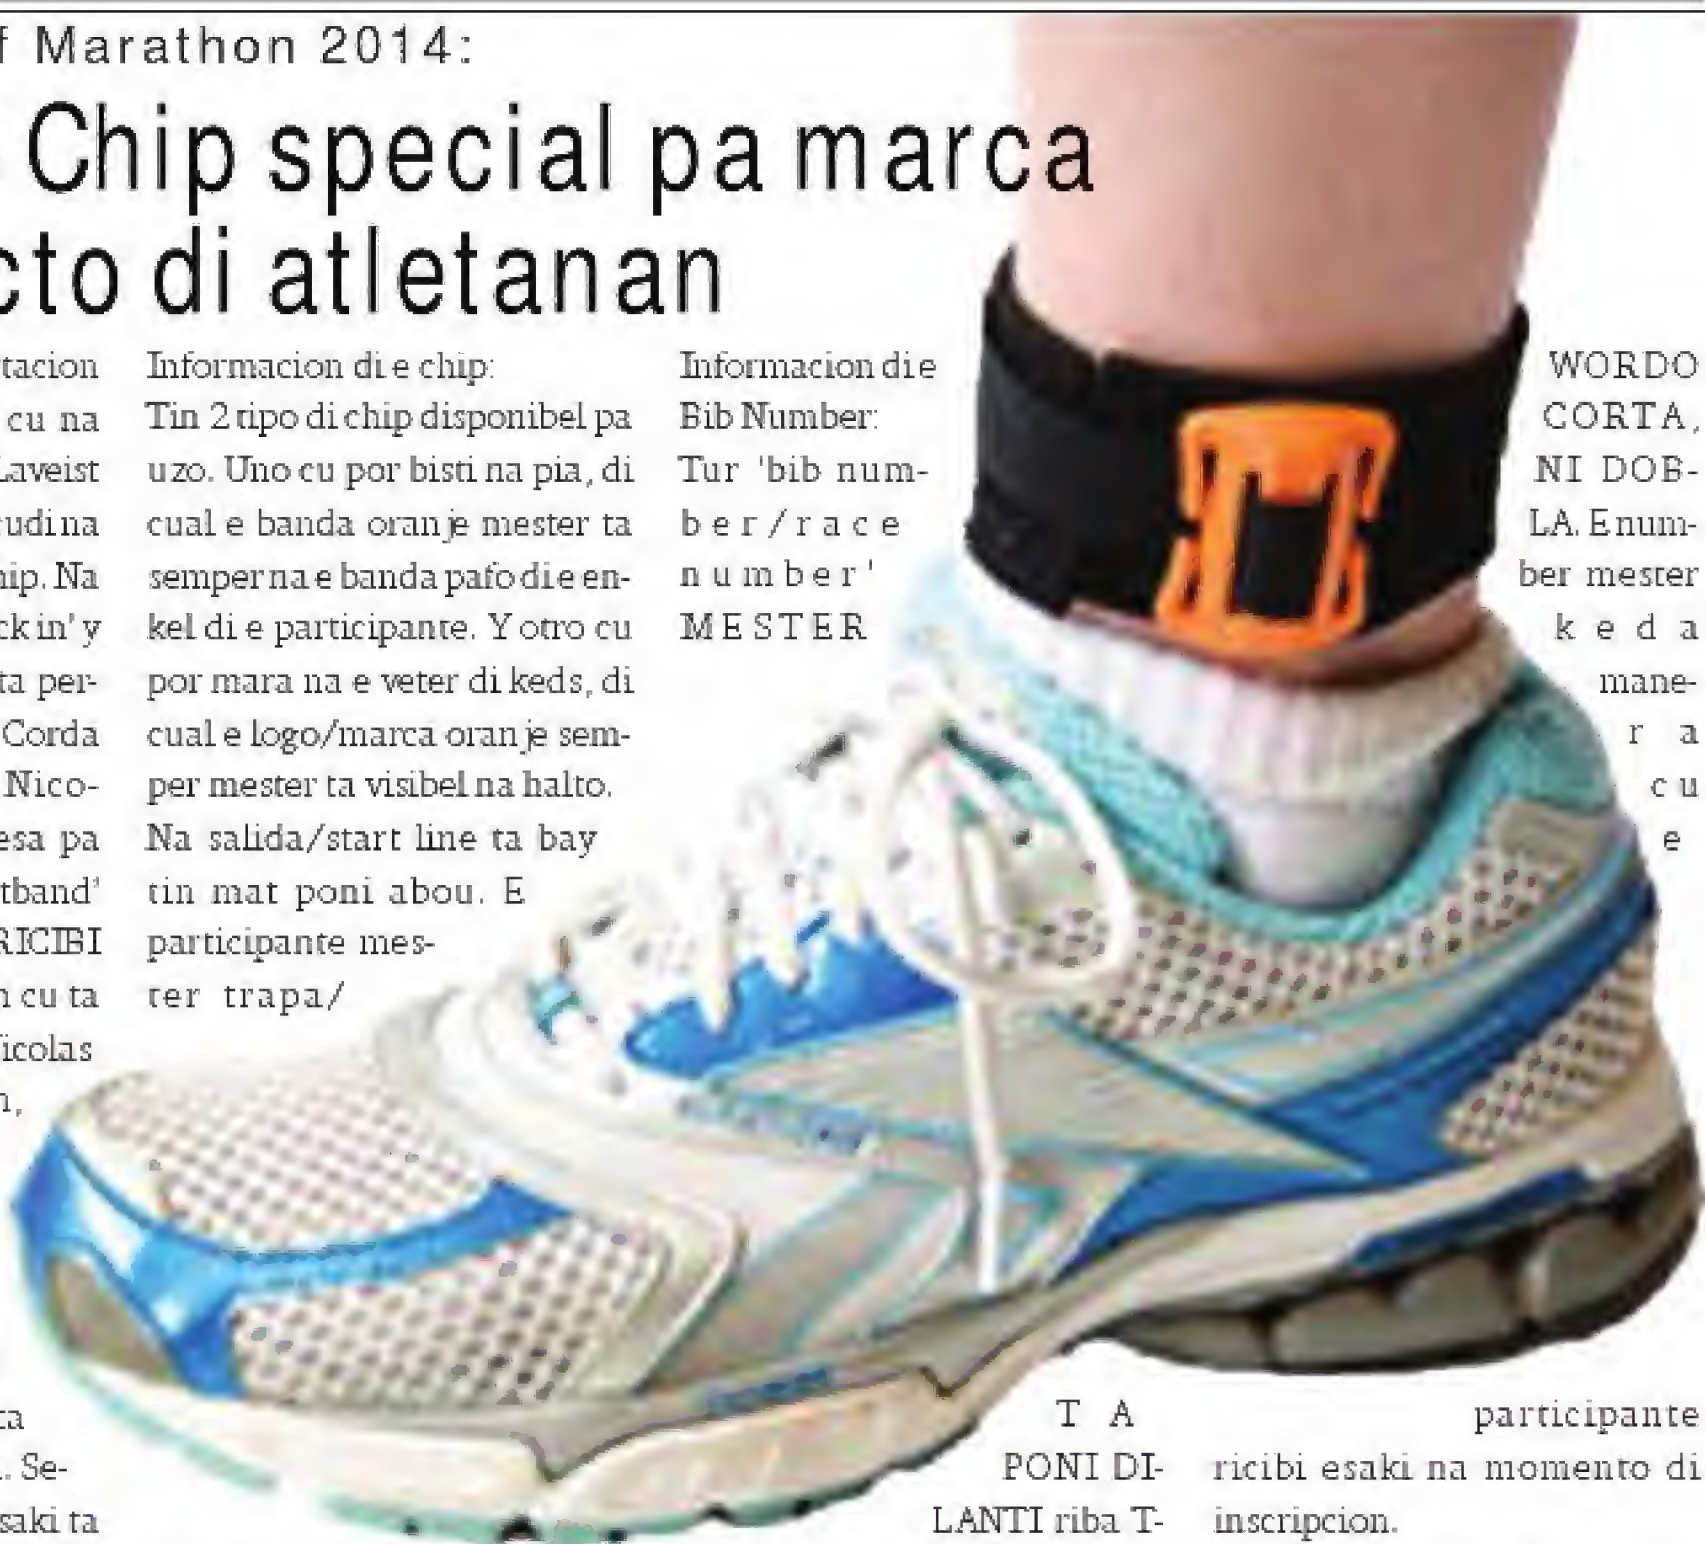 f Marathon 2014:
Chip special pa marca
cto di atletanan
tacion
cu na
Laveist
udina
ip. Na
ck in' y
ta per-
Corda
Nico-
esa pa
tband'
RICIBI
cu ta
icolas
ta
. Se-
saki ta
Informacion di e chip:
Tin 2 tipo di chip disponibel pa
uzo. Uno cu por bisti na pia, di
cual e banda oranje mester ta
semper na e banda pafo di e en-
kel di e participante. Y otro cu
por mara na e veter di keds, di
cual e logo/marca oranje sem-
per mester ta visibel na halto.
Na salida/start line ta bay
tin mat poni abou. E
participante mes-
ter trapa/
Informacion di e
Bib Number:
Tur 'bib num-
ber/race
number'
MESTER
TA
PONI DI-
LANTI riba T-
WORDO
CORTA,
NI DOB-
LA. E num-
ber mester
keda
mane-
ra
cu
e
participante
ricibi esaki na momento di
inscripcion.